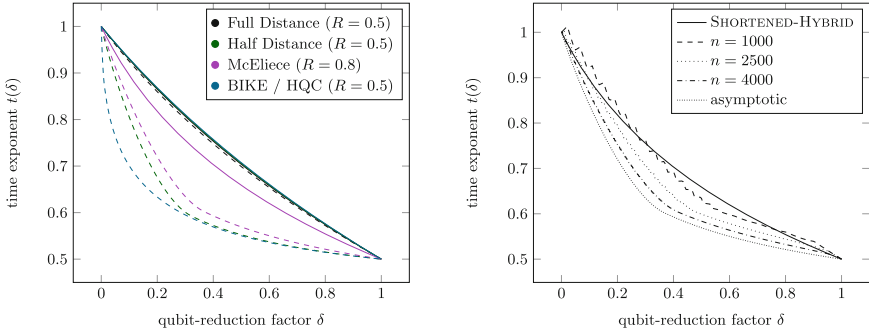 1
0.9
0.8
0.7
0.6
0.5
0
0.2
0.4
0.6
0.8
1
time exponent t(δ)
qubit-reduction factor δ
Full Distance (R = 0.5)
Half Distance (R = 0.5)
McEliece (R = 0.8)
BIKE / HQC (R = 0.5)
1
0.9
0.8
0.7
0.6
0.5
0
0.2
0.4
0.6
0.8
1
time exponent t(δ)
qubit-reduction factor δ
SHORTENED-HYBRID
n = 1000
n = 2500
n = 4000
asymptotic